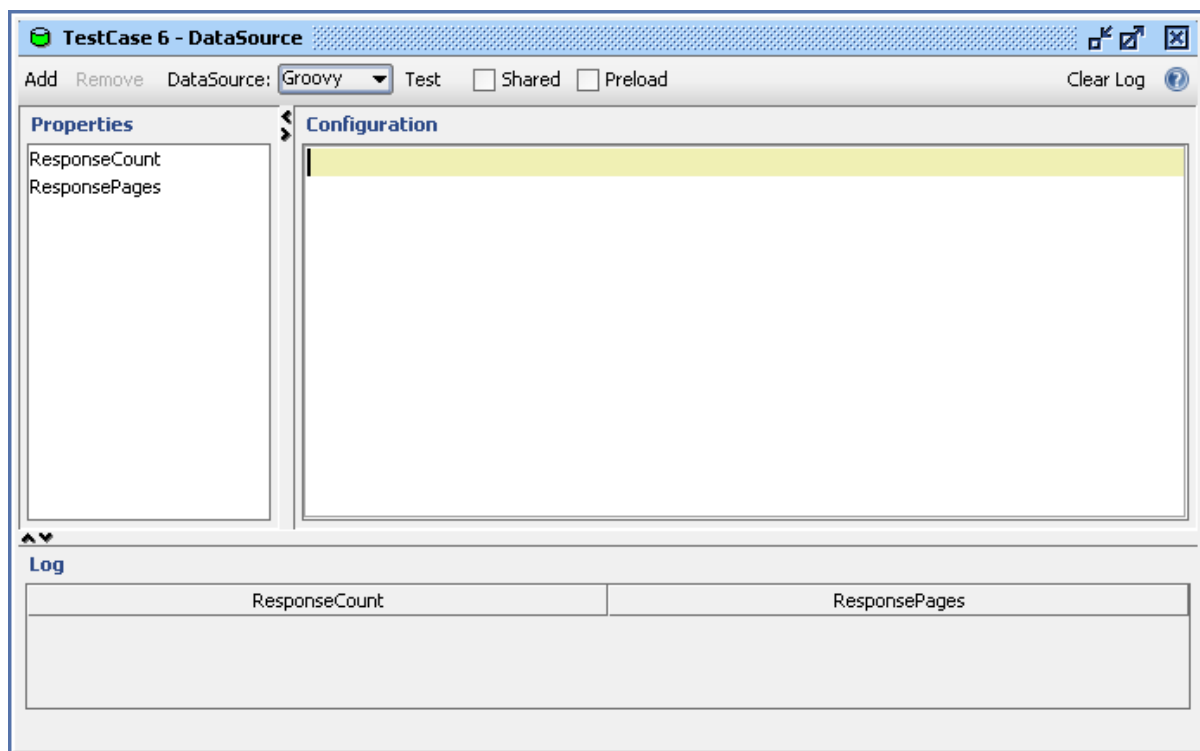 TestCase 6 - DataSource
Add Remove DataSource: Groovy Test Shared Preload Clear Log ?
Properties Configuration
ResponseCount
ResponsePages
Log
ResponseCount ResponsePages